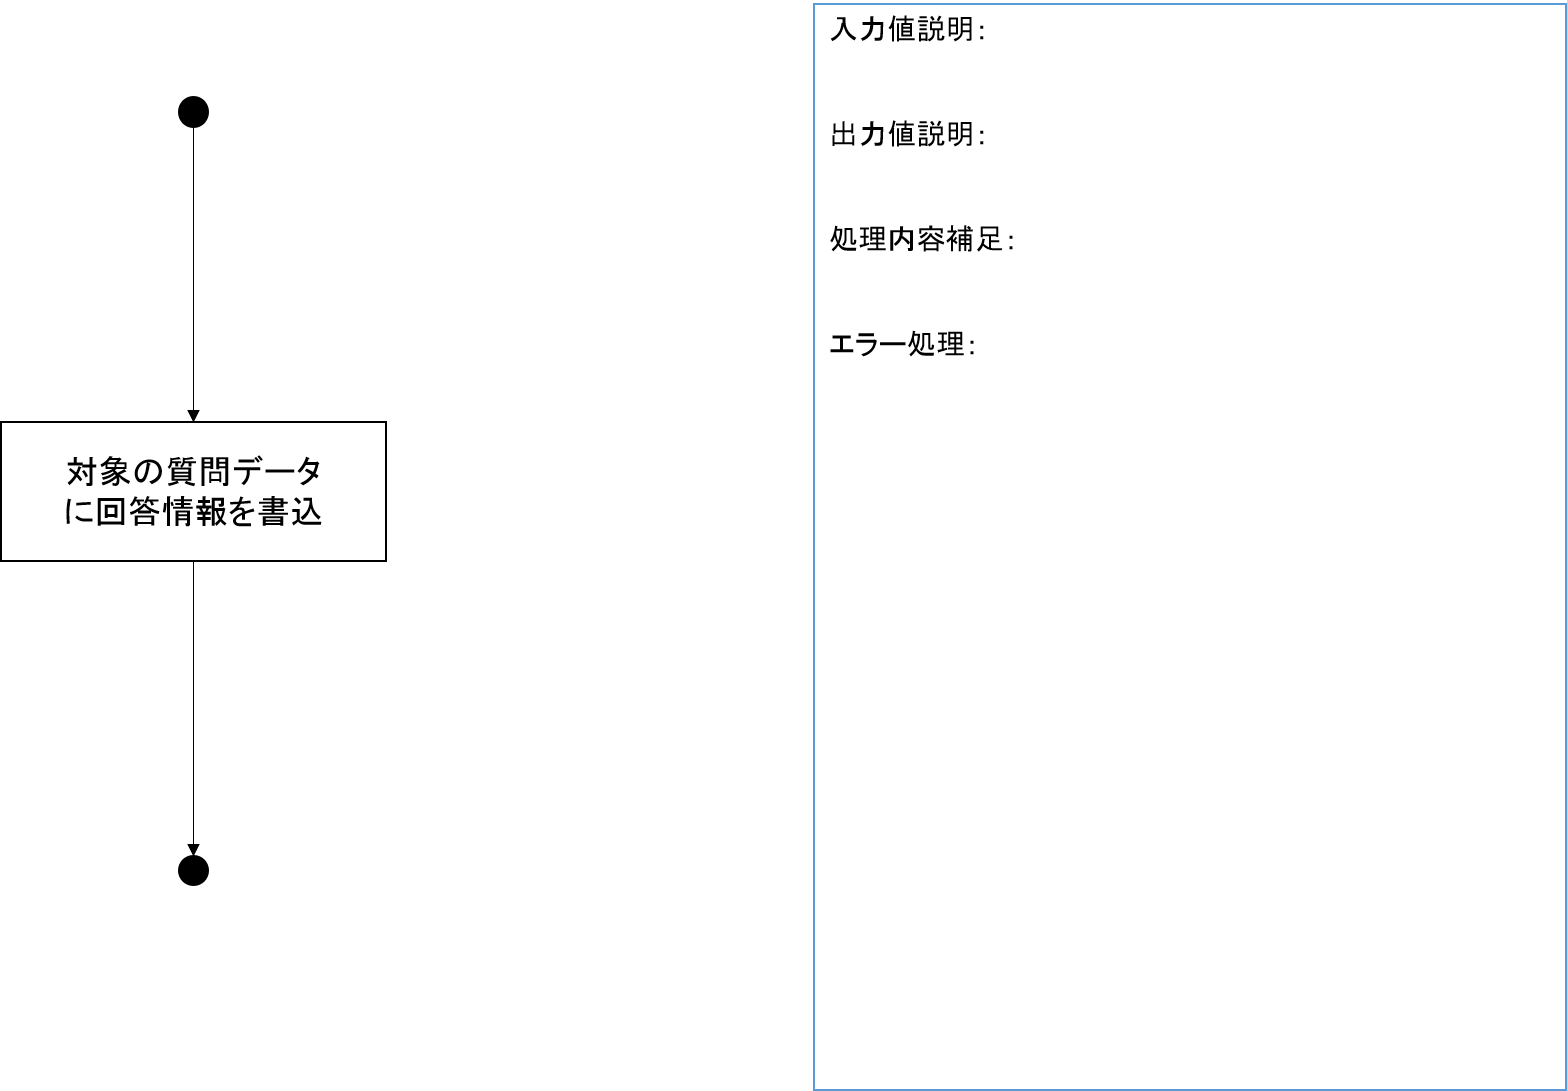 対象の質問データ
に回答情報を書込
入力値説明：
出力値説明：
処理内容補足：
エラー処理：